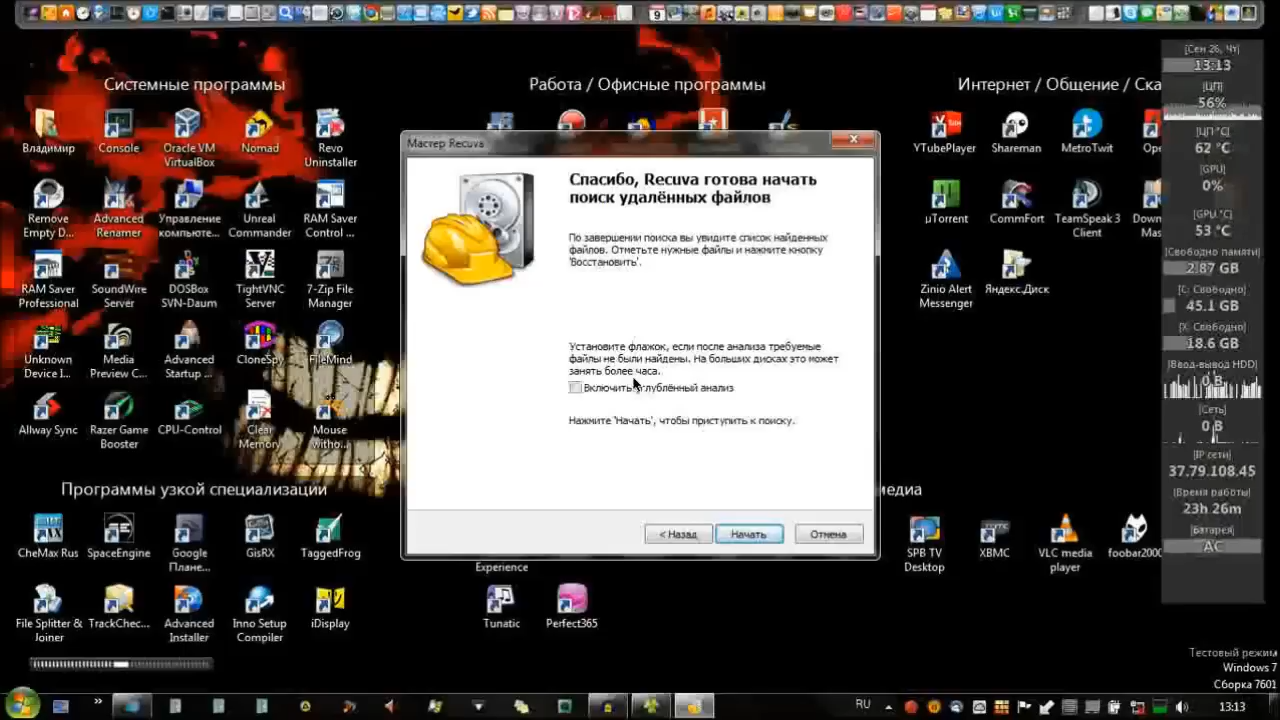 Системные программы
Работа / Офисные программы
Интернет / Общение / Ска
Владимир
Console
Oracle VM
VirtualBox
Nomad
Revo
Uninstaller
Remove
Empty D...
Advanced
Renamer
Управление
компьюте...
Unreal
Commander
RAM Saver
Control ...
RAM Saver
Professional
SoundWire
Server
DOSBox
SVN-Daum
TightVNC
Server
7-Zip File
Manager
Unknown
Device I...
Media
Preview C...
Advanced
Startup ...
CloneSpy
FileMind
Allway Sync
Razer Game
Booster
CPU-Control
Clear
Memory
Mouse
witho...
Мастер Recuva
Спасибо, Recuva готова начать
поиск удалённых файлов
По завершении поиска вы увидите список найденных
файлов. Отметьте нужные файлы и нажмите кнопку
'Восстановить'.
Установите флажок, если после анализа требуемые
файлы не были найдены. На больших дисках это может
занять более часа.
Включить углублённый анализ
Нажмите 'Начать', чтобы приступить к поиску.
< Назад
Начать
Отмена
YTubePlayer
Shareman
MetroTwit
Ope
µTorrent
CommFort
TeamSpeak 3
Client
Down
Mas
Zinio Alert
Messenger
Яндекс.Диск
[Сен 26, Чт]
13:13
[ЦП]
56%
[ЦП °C]
62 °C
[GPU]
0%
[GPU °C]
53 °C
[Свободно памяти]
2.87 GB
[C: Свободно]
45.1 GB
[X: Свободно]
[Ввод-вывод HDD]
0 B
[Сеть]
0 B
[IP сети]
37.79.108.45
[Время работы]
23h 26m
[Батарея]
AC
Программы узкой специализации
медиа
CheMax Rus
SpaceEngine
Google
Плане...
GisRX
TaggedFrog
Experience
SPB TV
Desktop
XBMC
VLC media
player
foobar2000
File Splitter &
Joiner
TrackChec...
Advanced
Installer
Inno Setup
Compiler
iDisplay
Tunatic
Perfect365
Тестовый режим
Windows 7
Сборка 7601
RU
13:13